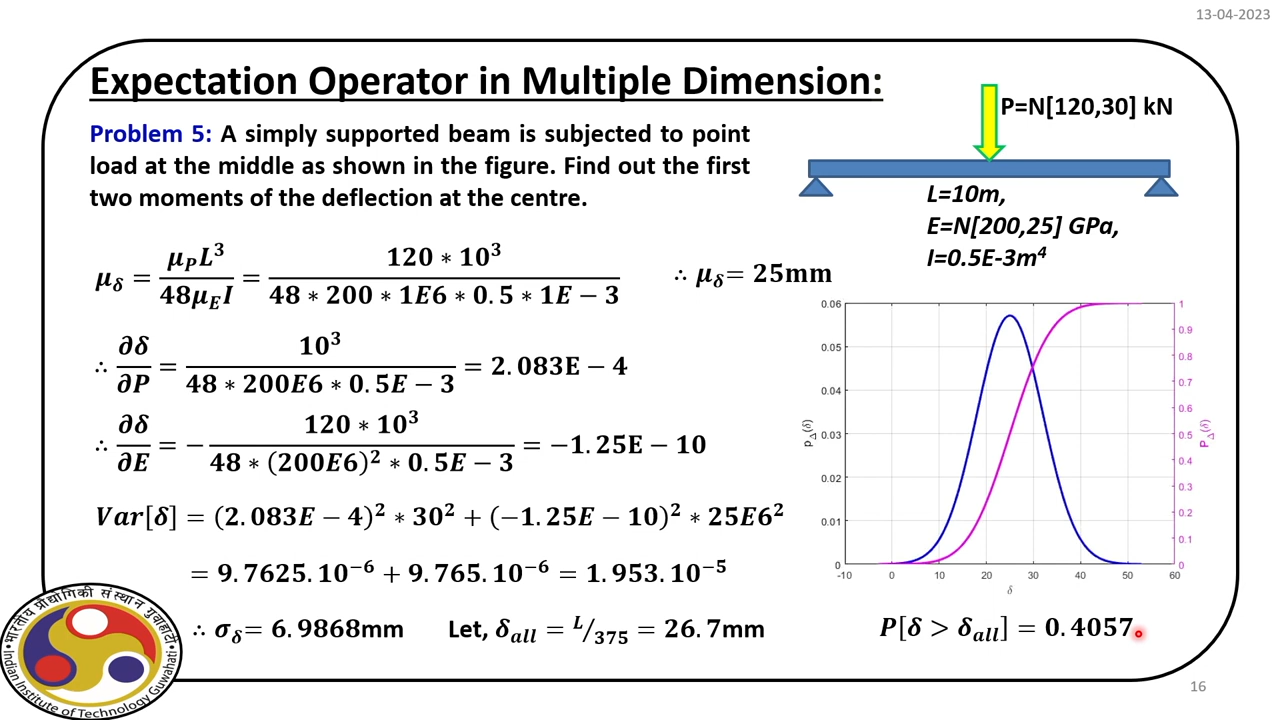 13-04-2023
Expectation Operator in Multiple Dimension:
Problem 5: A simply supported beam is subjected to point
load at the middle as shown in the figure. Find out the first
two moments of the deflection at the centre.
P=N[120,30] kN
L=10m,
E=N[200,25] GPa,
I=0.5E-3m⁴
μ_δ = μ_P L³ / 48μ_E I = 120 ∗ 10³ / 48 ∗ 200 ∗ 1E6 ∗ 0.5 ∗ 1E − 3 ∴ μ_δ = 25mm
∴ ∂δ/∂P = 10³ / 48 ∗ 200E6 ∗ 0.5E − 3 = 2.083E − 4
∴ ∂δ/∂E = − 120 ∗ 10³ / 48 ∗ (200E6)² ∗ 0.5E − 3 = −1.25E − 10
Var[δ] = (2.083E − 4)² ∗ 30² + (−1.25E − 10)² ∗ 25E6²
= 9.7625.10⁻⁶ + 9.765.10⁻⁶ = 1.953.10⁻⁵
∴ σ_δ = 6.9868mm Let, δ_all = L/375 = 26.7mm
0.06
0.05
0.04
0.03
0.02
0.01
0
p_Δ(δ)
-10 0 10 20 30 40 50 60
δ
1
0.9
0.8
0.7
0.6
0.5
0.4
0.3
0.2
0.1
0
P_Δ(δ)
P[δ > δ_all] = 0.4057
भारतीय प्रौद्योगिकी संस्थान गुवाहाटी
Indian Institute of Technology Guwahati
16